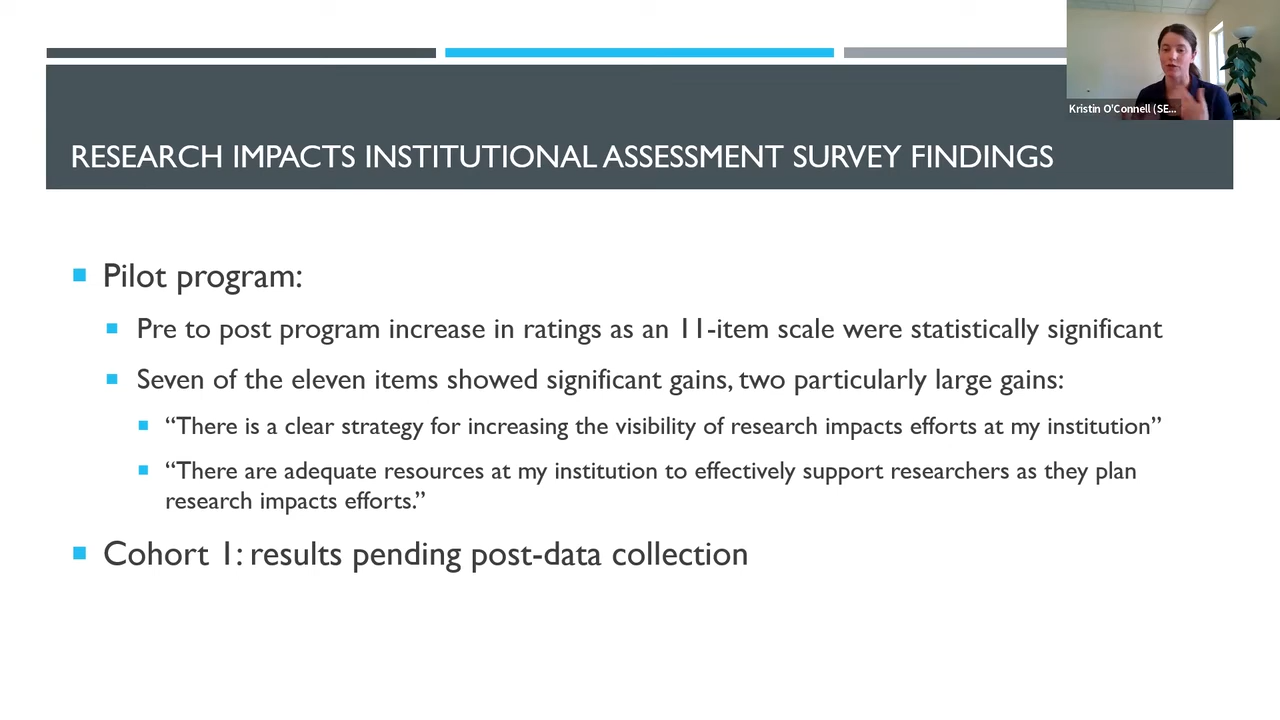 Kristin O'Connell (SE...
RESEARCH IMPACTS INSTITUTIONAL ASSESSMENT SURVEY FINDINGS
Pilot program:
Pre to post program increase in ratings as an 11-item scale were statistically significant
Seven of the eleven items showed significant gains, two particularly large gains:
“There is a clear strategy for increasing the visibility of research impacts efforts at my institution”
“There are adequate resources at my institution to effectively support researchers as they plan
research impacts efforts.”
Cohort 1: results pending post-data collection